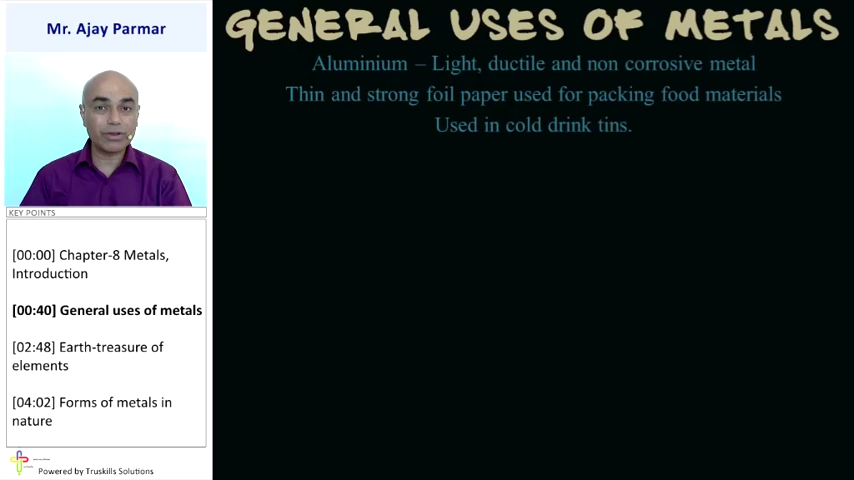 Mr. Ajay Parmar
GENERAL USES OF METALS
Aluminium – Light, ductile and non corrosive metal
Thin and strong foil paper used for packing food materials
Used in cold drink tins.
KEY POINTS
[00:00] Chapter-8 Metals,
Introduction
[00:40] General uses of metals
[02:48] Earth-treasure of
elements
[04:02] Forms of metals in
nature
Powered by Truskills Solutions